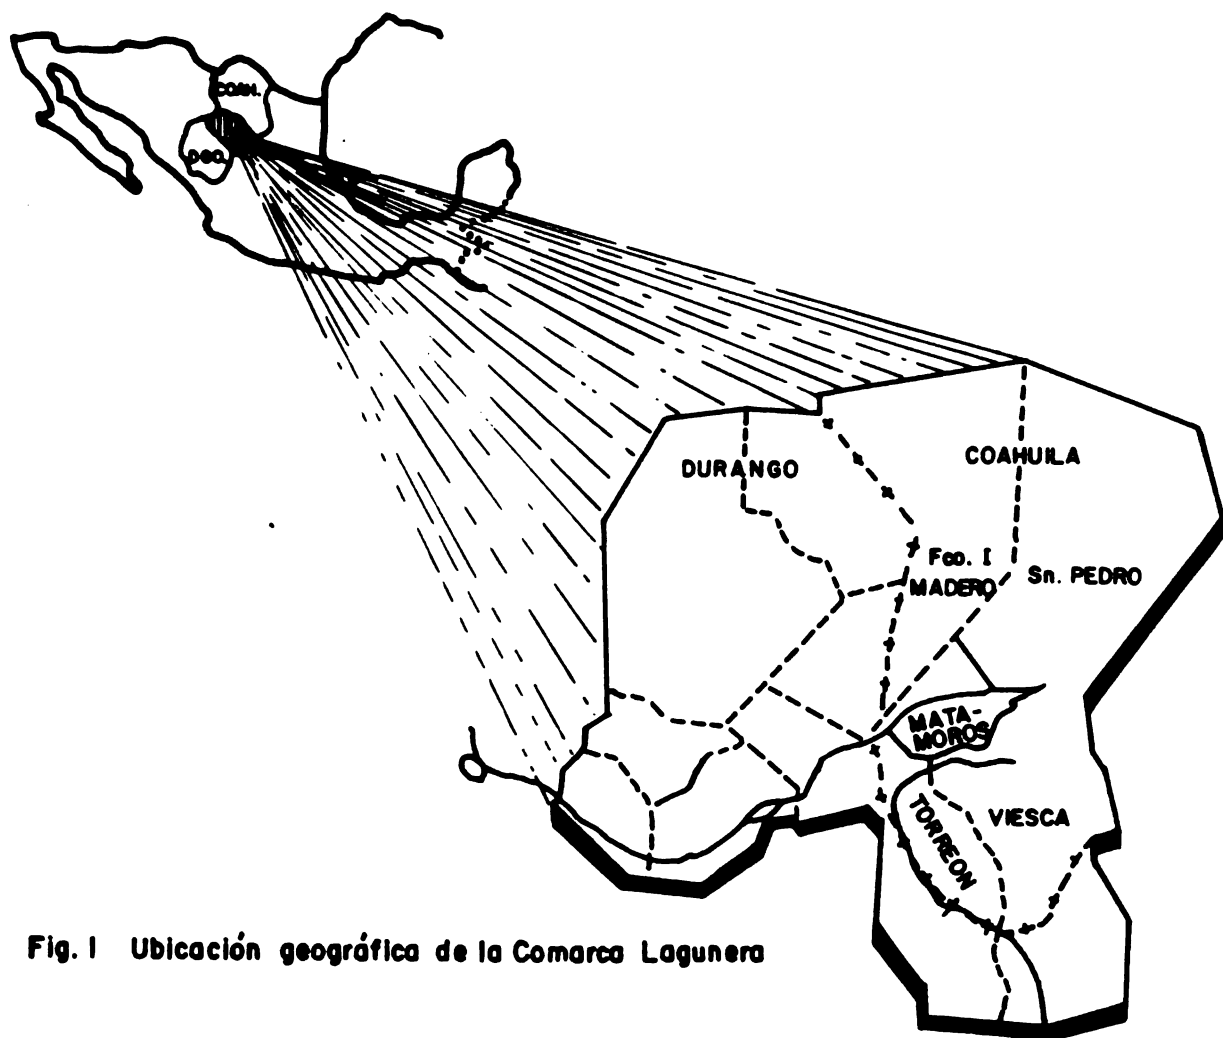 COAH.
DGO.
DURANGO
COAHUILA
Fco. I
MADERO
Sn. PEDRO
MATA-
MOROS
TORREON
VIESCA
Fig. I Ubicación geográfica de la Comarca Lagunera